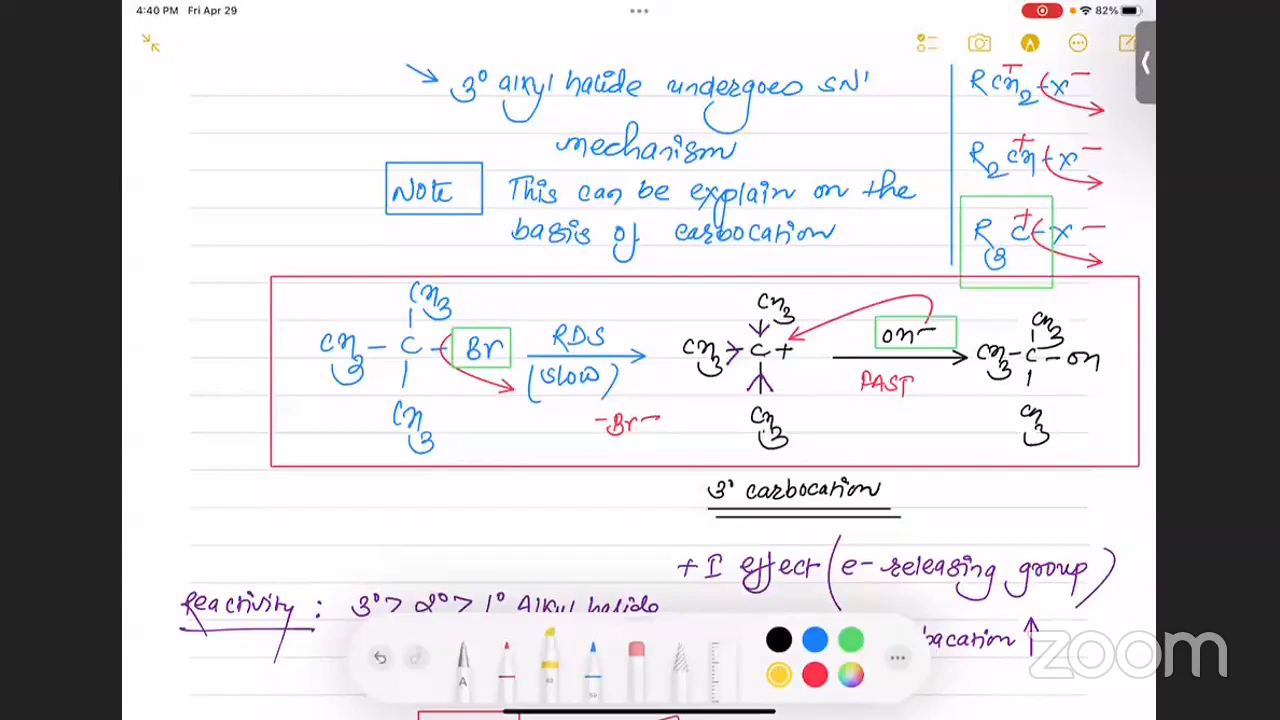 4:40 PM Fri Apr 29
82%
3° alkyl halide undergoes SN'
mechanism
Note This can be explain on the
basis of carbocation
RCH2 + -X -
R2CH + -X -
R3C + -X -
CH3
CH3 - C - Br
CH3
RDS
(SLOW)
-Br-
CH3
CH3 C +
CH3
OH-
FAST
CH3
CH3 - C - OH
CH3
3° carbocation
+ I effect (e- releasing group)
Reactivity : 3° > 2° > 1° Alkyl halide
bocation ↑
A
zoom